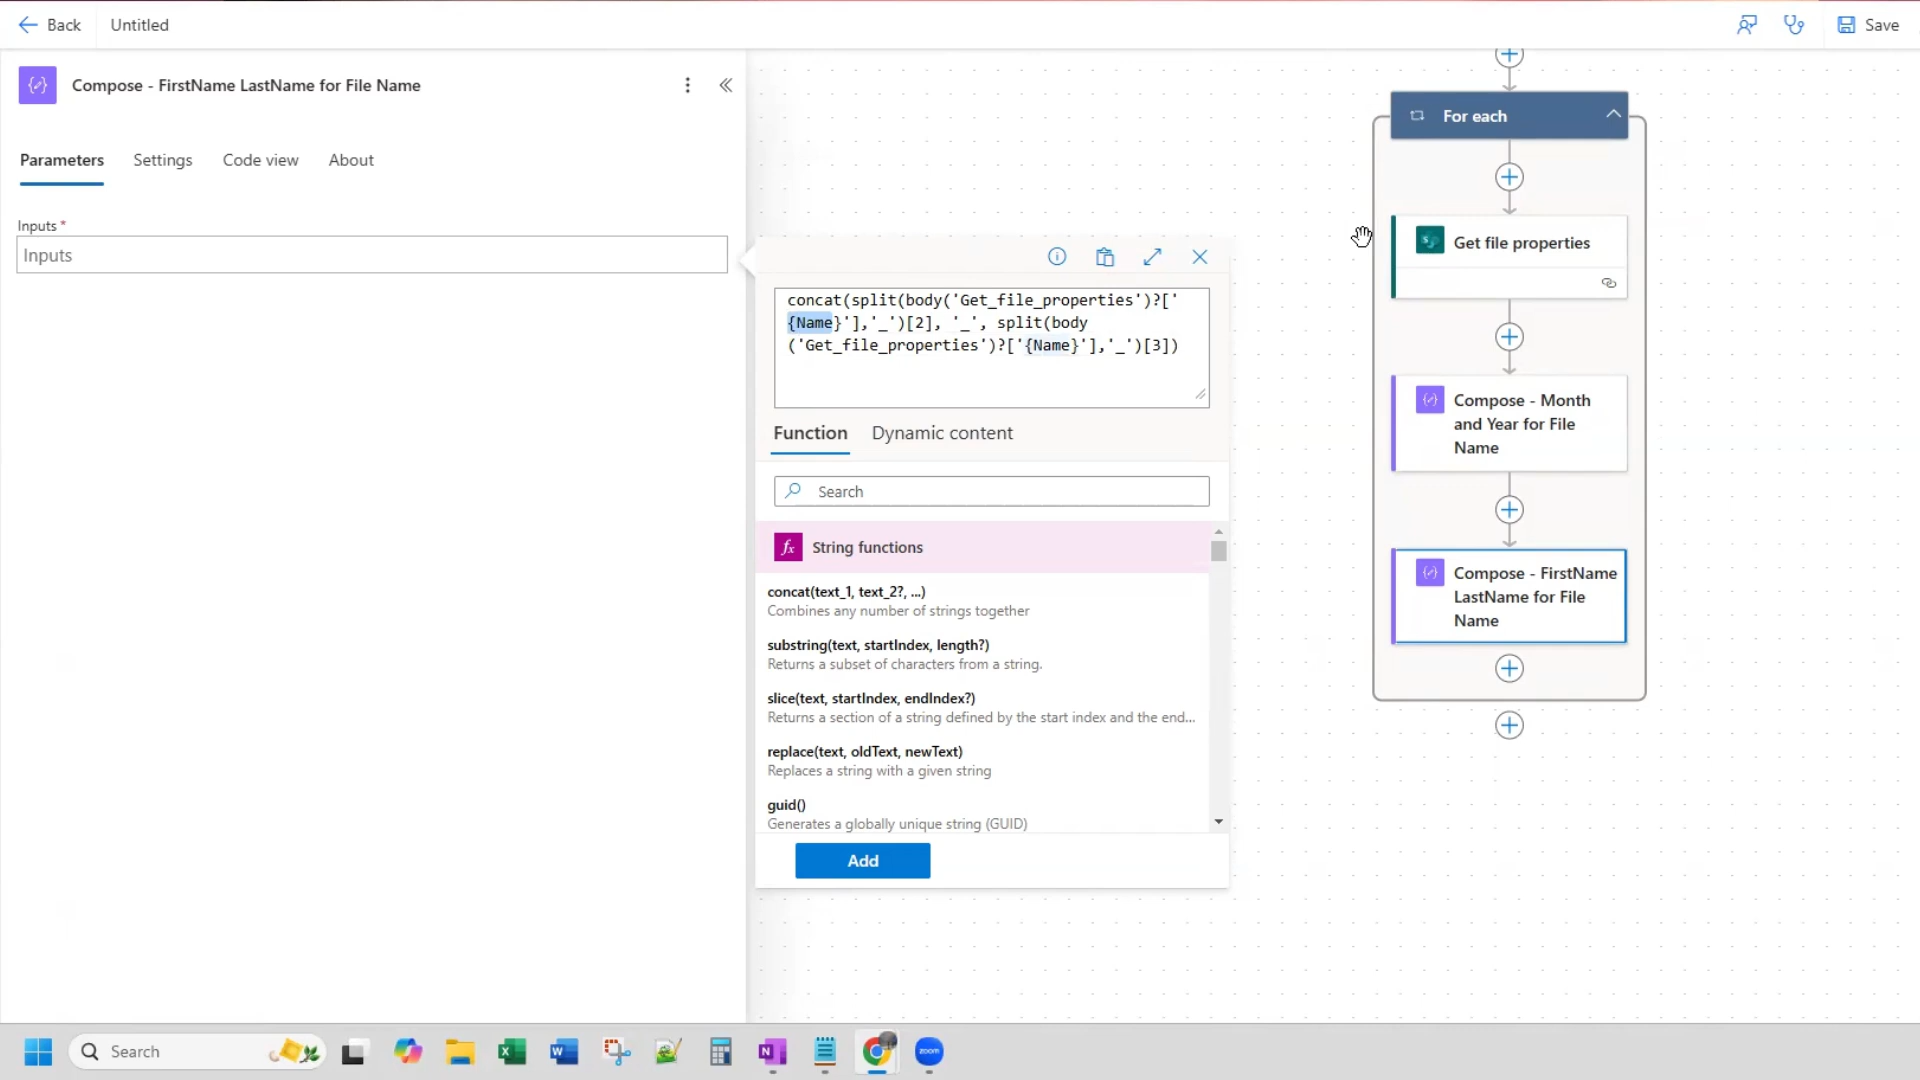 Back
Untitled
Save
Compose - FirstName LastName for File Name
Parameters
Settings
Code view
About
Inputs *
Inputs
concat(split(body('Get_file_properties')?['
{Name}'],'_')[2], '_', split(body
('Get_file_properties')?['{Name}'],'_')[3])
Function
Dynamic content
Search
fx
String functions
concat(text_1, text_2?, ...)
Combines any number of strings together
substring(text, startIndex, length?)
Returns a subset of characters from a string.
slice(text, startIndex, endIndex?)
Returns a section of a string defined by the start index and the end...
replace(text, oldText, newText)
Replaces a string with a given string
guid()
Generates a globally unique string (GUID)
Add
For each
Get file properties
Compose - Month
and Year for File
Name
Compose - FirstName
LastName for File
Name
Search
zoom